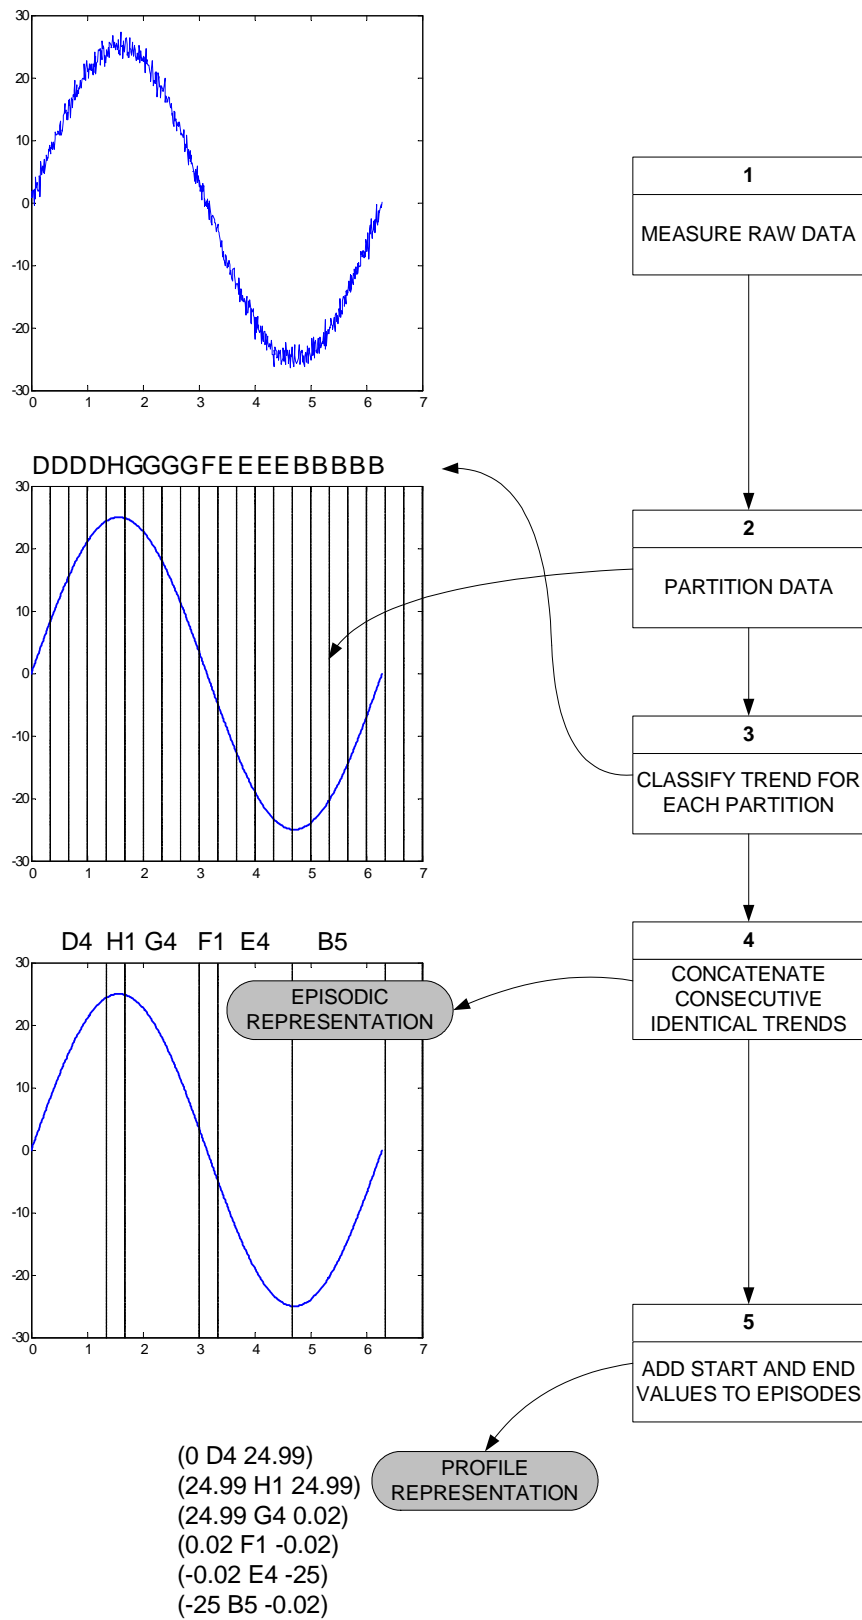 30
20
10
0
-10
-20
-30
0 1 2 3 4 5 6 7
1
MEASURE RAW DATA
DDDDHGGGGFEEEEBBBBB
30
20
10
0
-10
-20
-30
0 1 2 3 4 5 6 7
2
PARTITION DATA
3
CLASSIFY TREND FOR
EACH PARTITION
D4 H1 G4 F1 E4 B5
30
20
10
0
-10
-20
-30
0 1 2 3 4 5 6 7
EPISODIC
REPRESENTATION
4
CONCATENATE
CONSECUTIVE
IDENTICAL TRENDS
5
ADD START AND END
VALUES TO EPISODES
PROFILE
REPRESENTATION
(0 D4 24.99)
(24.99 H1 24.99)
(24.99 G4 0.02)
(0.02 F1 -0.02)
(-0.02 E4 -25)
(-25 B5 -0.02)